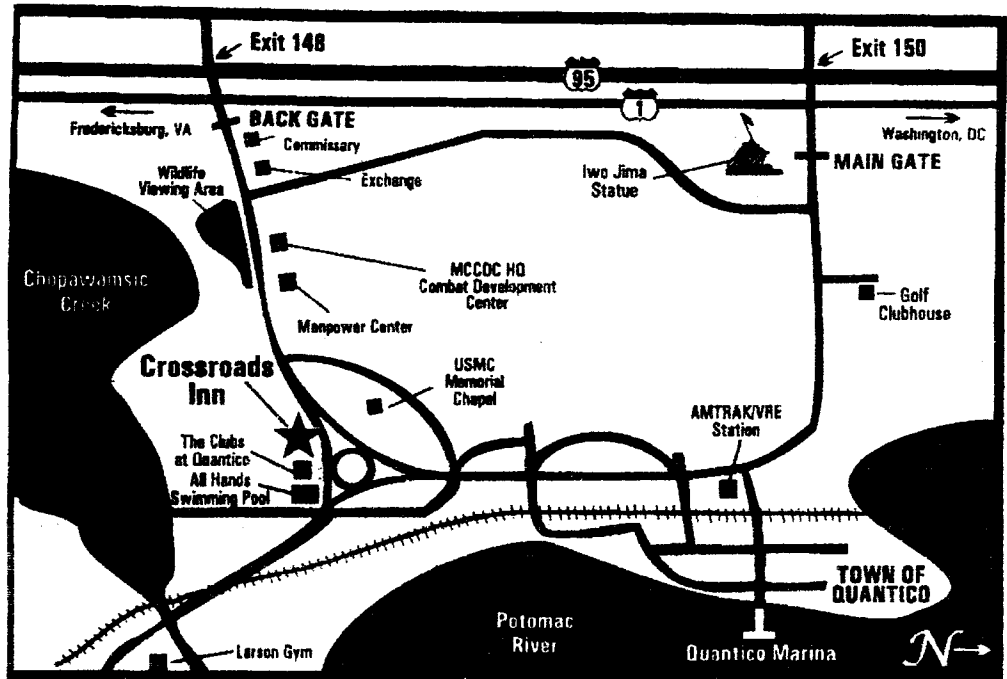 Exit 148
Exit 150
95
1
Fredericksburg, VA
BACK GATE
Washington, DC
Commissary
Exchange
MAIN GATE
Iwo Jima
Statue
Wildlife
Viewing Area
Chopawamsic
Creek
MCCDC HQ
Combat Development
Center
Golf
Clubhouse
Manpower Center
Crossroads
Inn
USMC
Memorial
Chapel
AMTRAK/VRE
Station
The Clubs
at Quantico
All Hands
Swimming Pool
TOWN OF
QUANTICO
Potomac
River
Larson Gym
Quantico Marina
N